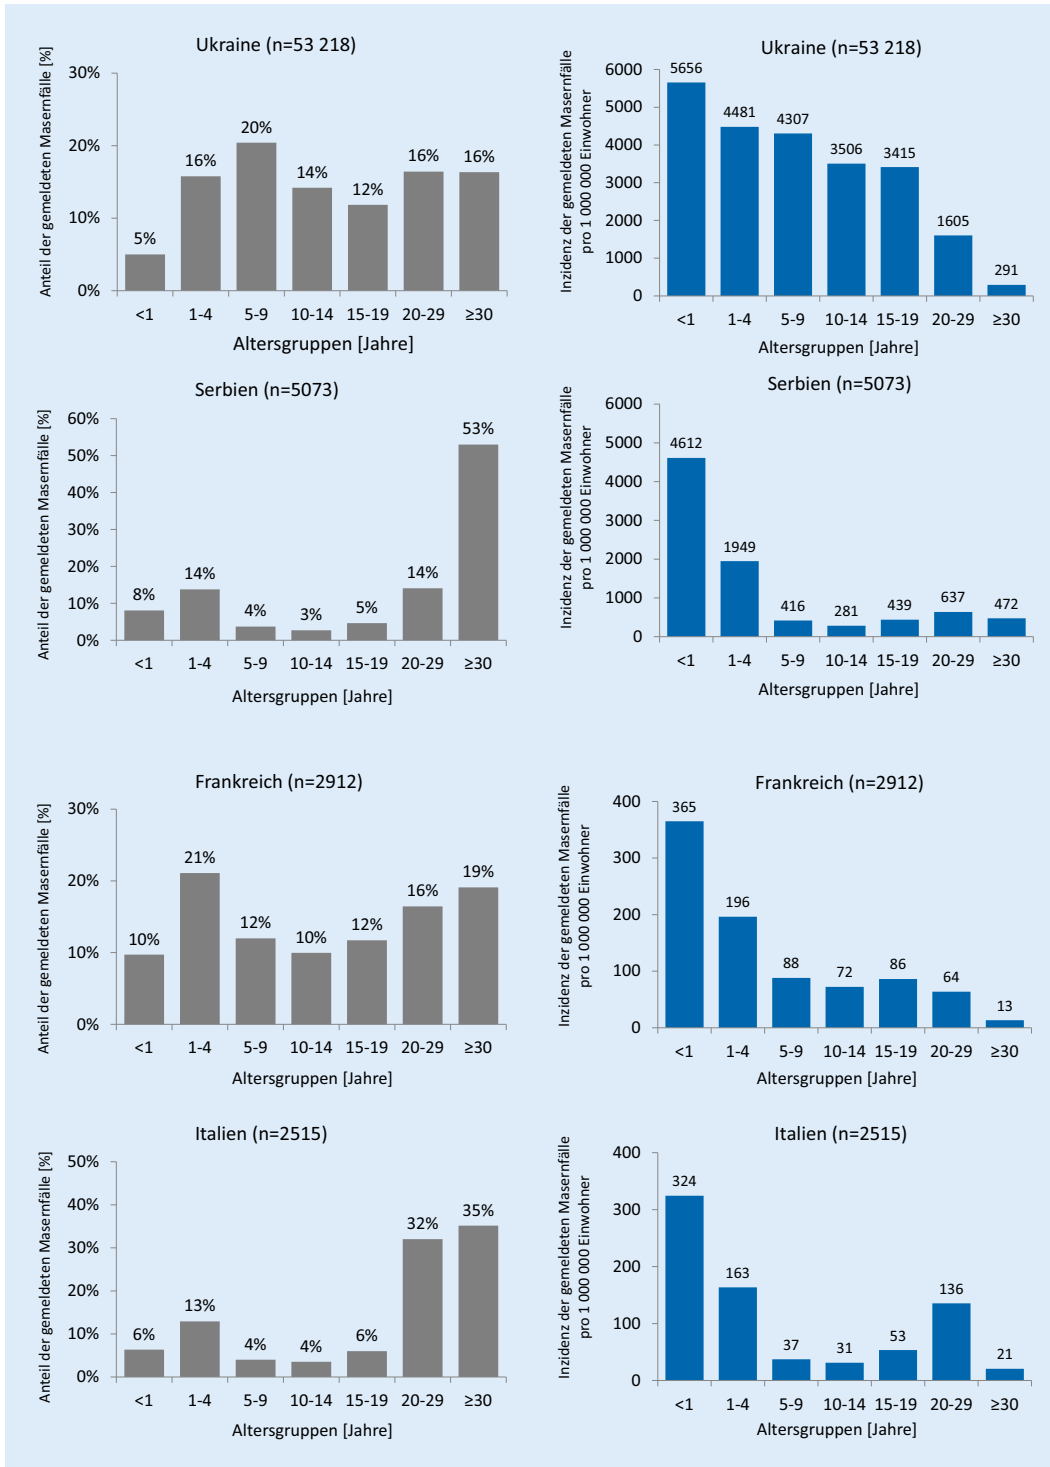 Ukraine (n=53 218)
Anteil der gemeldeten Masernfälle [%]
30%
20%
10%
0%
5%
16%
20%
14%
12%
16%
16%
<1 1-4 5-9 10-14 15-19 20-29 ≥30
Altersgruppen [Jahre]
Ukraine (n=53 218)
Inzidenz der gemeldeten Masernfälle
pro 1 000 000 Einwohner
6000
5000
4000
3000
2000
1000
0
5656
4481
4307
3506
3415
1605
291
<1 1-4 5-9 10-14 15-19 20-29 ≥30
Altersgruppen [Jahre]
Serbien (n=5073)
Anteil der gemeldeten Masernfälle [%]
60%
50%
40%
30%
20%
10%
0%
8%
14%
4%
3%
5%
14%
53%
<1 1-4 5-9 10-14 15-19 20-29 ≥30
Altersgruppen [Jahre]
Serbien (n=5073)
Inzidenz der gemeldeten Masernfälle
pro 1 000 000 Einwohner
6000
5000
4000
3000
2000
1000
0
4612
1949
416
281
439
637
472
<1 1-4 5-9 10-14 15-19 20-29 ≥30
Altersgruppen [Jahre]
Frankreich (n=2912)
Anteil der gemeldeten Masernfälle [%]
30%
20%
10%
0%
10%
21%
12%
10%
12%
16%
19%
<1 1-4 5-9 10-14 15-19 20-29 ≥30
Altersgruppen [Jahre]
Frankreich (n=2912)
Inzidenz der gemeldeten Masernfälle
pro 1 000 000 Einwohner
400
300
200
100
0
365
196
88
72
86
64
13
<1 1-4 5-9 10-14 15-19 20-29 ≥30
Altersgruppen [Jahre]
Italien (n=2515)
Anteil der gemeldeten Masernfälle [%]
50%
40%
30%
20%
10%
0%
6%
13%
4%
4%
6%
32%
35%
<1 1-4 5-9 10-14 15-19 20-29 ≥30
Altersgruppen [Jahre]
Italien (n=2515)
Inzidenz der gemeldeten Masernfälle
pro 1 000 000 Einwohner
400
300
200
100
0
324
163
37
31
53
136
21
<1 1-4 5-9 10-14 15-19 20-29 ≥30
Altersgruppen [Jahre]